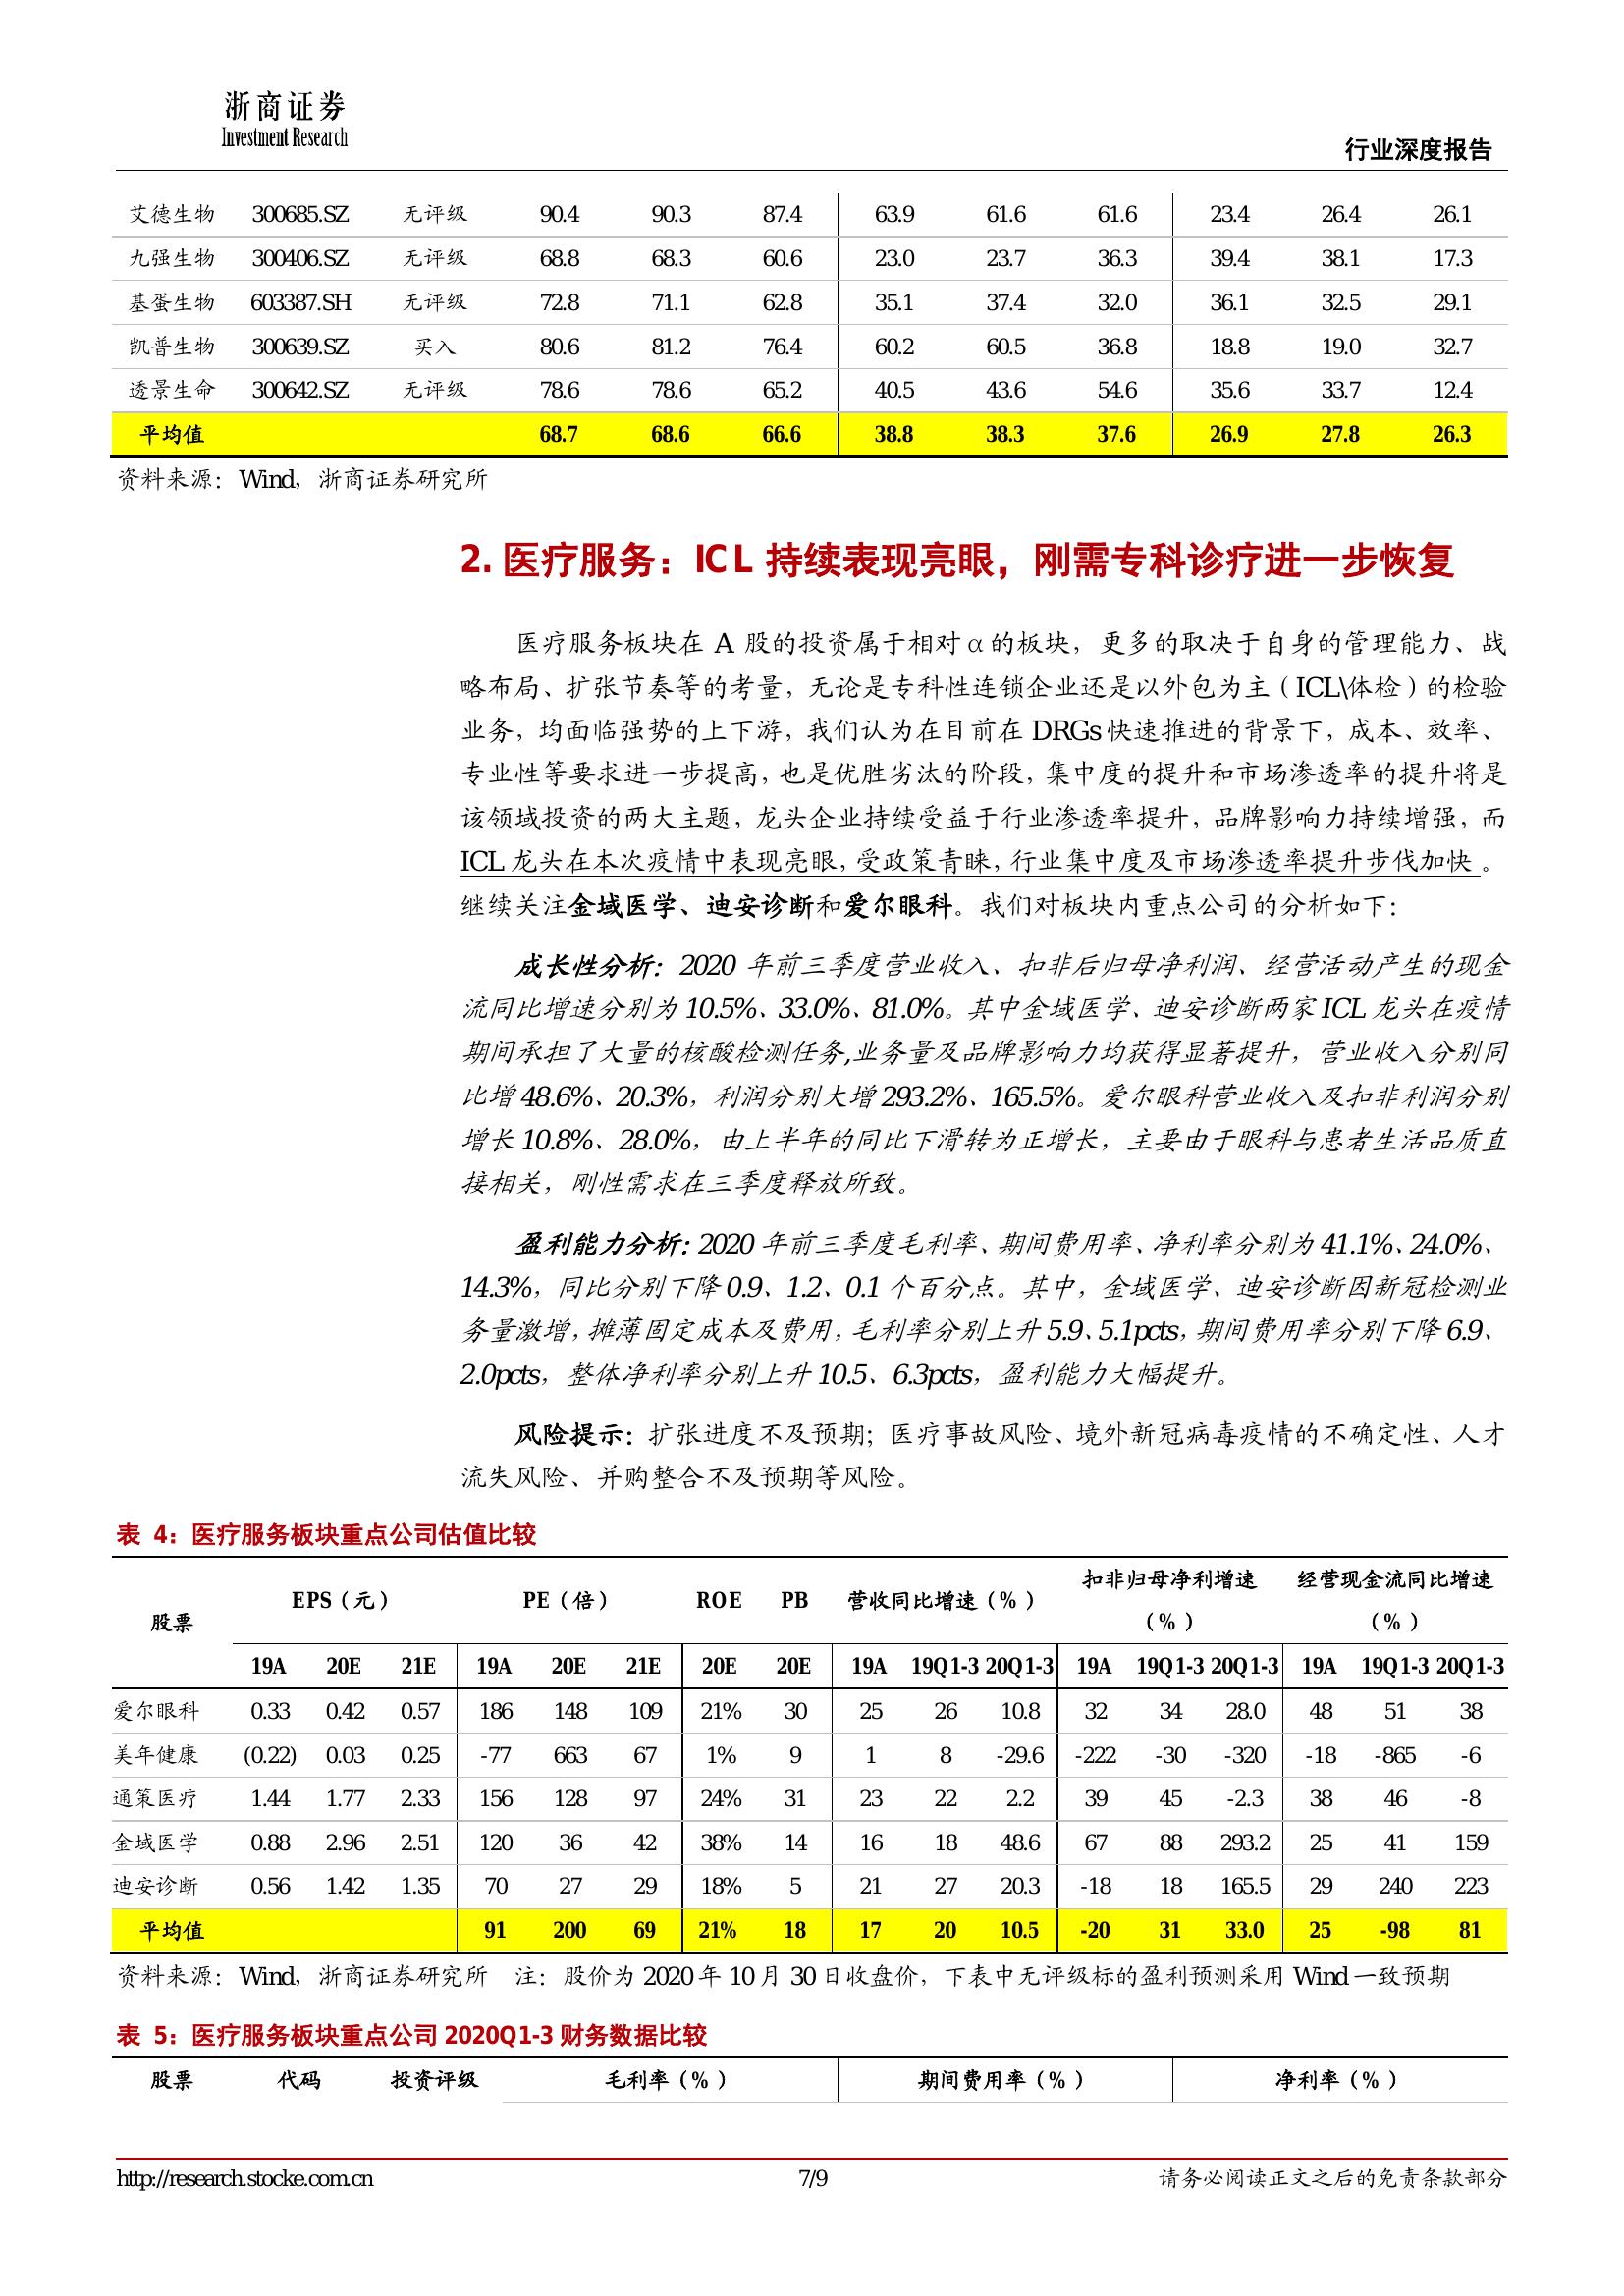 浙商证券
Investment Research
行业深度报告
艾德生物 300685.SZ 无评级 90.4 90.3 87.4 63.9 61.6 61.6 23.4 26.4 26.1
九强生物 300406.SZ 无评级 68.8 68.3 60.6 23.0 23.7 36.3 39.4 38.1 17.3
基蛋生物 603387.SH 无评级 72.8 71.1 62.8 35.1 37.4 32.0 36.1 32.5 29.1
凯普生物 300639.SZ 买入 80.6 81.2 76.4 60.2 60.5 36.8 18.8 19.0 32.7
透景生命 300642.SZ 无评级 78.6 78.6 65.2 40.5 43.6 54.6 35.6 33.7 12.4
平均值 68.7 68.6 66.6 38.8 38.3 37.6 26.9 27.8 26.3
资料来源：Wind，浙商证券研究所
2. 医疗服务：ICL 持续表现亮眼，刚需专科诊疗进一步恢复
医疗服务板块在 A 股的投资属于相对 α 的板块，更多的取决于自身的管理能力、战
略布局、扩张节奏等的考量，无论是专科性连锁企业还是以外包为主（ICL\体检）的检验
业务，均面临强势的上下游，我们认为在目前在 DRGs 快速推进的背景下，成本、效率、
专业性等要求进一步提高，也是优胜劣汰的阶段，集中度的提升和市场渗透率的提升将是
该领域投资的两大主题，龙头企业持续受益于行业渗透率提升，品牌影响力持续增强，而
ICL 龙头在本次疫情中表现亮眼，受政策青睐，行业集中度及市场渗透率提升步伐加快。
继续关注金域医学、迪安诊断和爱尔眼科。我们对板块内重点公司的分析如下：
成长性分析：2020 年前三季度营业收入、扣非后归母净利润、经营活动产生的现金
流同比增速分别为 10.5%、33.0%、81.0%。其中金域医学、迪安诊断两家 ICL 龙头在疫情
期间承担了大量的核酸检测任务,业务量及品牌影响力均获得显著提升，营业收入分别同
比增 48.6%、20.3%，利润分别大增 293.2%、165.5%。爱尔眼科营业收入及扣非利润分别
增长 10.8%、28.0%，由上半年的同比下滑转为正增长，主要由于眼科与患者生活品质直
接相关，刚性需求在三季度释放所致。
盈利能力分析：2020 年前三季度毛利率、期间费用率、净利率分别为 41.1%、24.0%、
14.3%，同比分别下降 0.9、1.2、0.1 个百分点。其中，金域医学、迪安诊断因新冠检测业
务量激增，摊薄固定成本及费用，毛利率分别上升 5.9、5.1pcts，期间费用率分别下降 6.9、
2.0pcts，整体净利率分别上升 10.5、6.3pcts，盈利能力大幅提升。
风险提示：扩张进度不及预期；医疗事故风险、境外新冠病毒疫情的不确定性、人才
流失风险、并购整合不及预期等风险。
表 4：医疗服务板块重点公司估值比较
股票 EPS（元） PE（倍） ROE PB 营收同比增速（%） 扣非归母净利增速（%） 经营现金流同比增速（%）
19A 20E 21E 19A 20E 21E 20E 20E 19A 19Q1-3 20Q1-3 19A 19Q1-3 20Q1-3 19A 19Q1-3 20Q1-3
爱尔眼科 0.33 0.42 0.57 186 148 109 21% 30 25 26 10.8 32 34 28.0 48 51 38
美年健康 (0.22) 0.03 0.25 -77 663 67 1% 9 1 8 -29.6 -222 -30 -320 -18 -865 -6
通策医疗 1.44 1.77 2.33 156 128 97 24% 31 23 22 2.2 39 45 -2.3 38 46 -8
金域医学 0.88 2.96 2.51 120 36 42 38% 14 16 18 48.6 67 88 293.2 25 41 159
迪安诊断 0.56 1.42 1.35 70 27 29 18% 5 21 27 20.3 -18 18 165.5 29 240 223
平均值 91 200 69 21% 18 17 20 10.5 -20 31 33.0 25 -98 81
资料来源：Wind，浙商证券研究所 注：股价为 2020 年 10 月 30 日收盘价，下表中无评级标的盈利预测采用 Wind 一致预期
表 5：医疗服务板块重点公司 2020Q1-3 财务数据比较
股票 代码 投资评级 毛利率（%） 期间费用率（%） 净利率（%）
http://research.stocke.com.cn 7/9 请务必阅读正文之后的免责条款部分